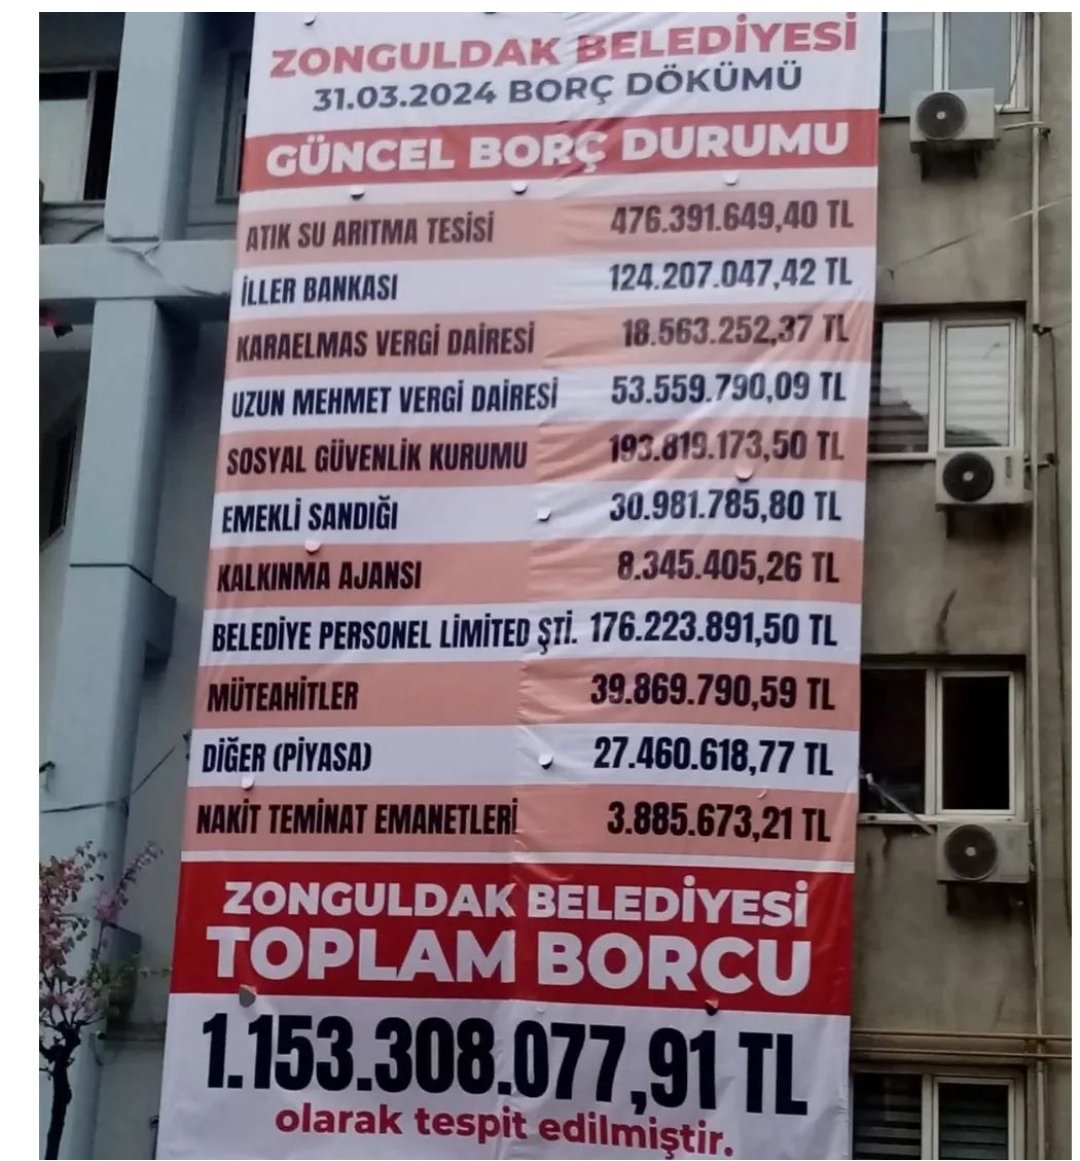 ZONGULDAK BELEDİYESİ
31.03.2024 BORÇ DÖKÜMÜ
GÜNCEL BORÇ DURUMU
ATIK SU ARITMA TESİSİ 476.391.649,40 TL
İLLER BANKASI 124.207.047,42 TL
KARAELMAS VERGİ DAİRESİ 18.563.252,37 TL
UZUN MEHMET VERGİ DAİRESİ 53.559.790,09 TL
SOSYAL GÜVENLİK KURUMU 193.819.173,50 TL
EMEKLİ SANDIĞI 30.981.785,80 TL
KALKINMA AJANSI 8.345.405,26 TL
BELEDİYE PERSONEL LİMİTED ŞTİ. 176.223.891,50 TL
MÜTEAHİTLER 39.869.790,59 TL
DİĞER (PİYASA) 27.460.618,77 TL
NAKİT TEMİNAT EMANETLERİ 3.885.673,21 TL
ZONGULDAK BELEDİYESİ
TOPLAM BORCU
1.153.308.077,91 TL
olarak tespit edilmiştir.